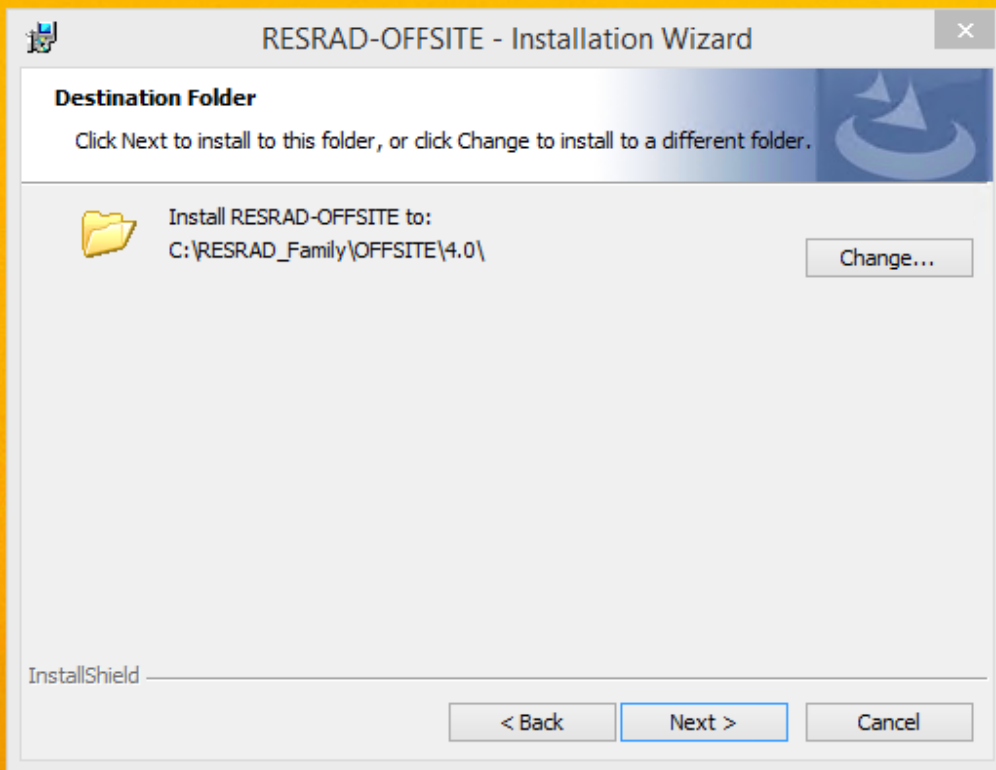 RESRAD-OFFSITE - Installation Wizard
Destination Folder
Click Next to install to this folder, or click Change to install to a different folder.
Install RESRAD-OFFSITE to:
C:\RESRAD_Family\OFFSITE\4.0\
Change...
InstallShield
< Back
Next >
Cancel